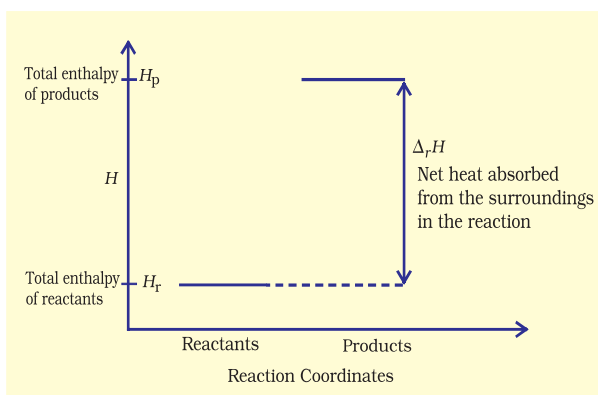 Total enthalpy
of products
Hp
H
ΔrH
Net heat absorbed
from the surroundings
in the reaction
Total enthalpy
of reactants
Hr
Reactants
Products
Reaction Coordinates